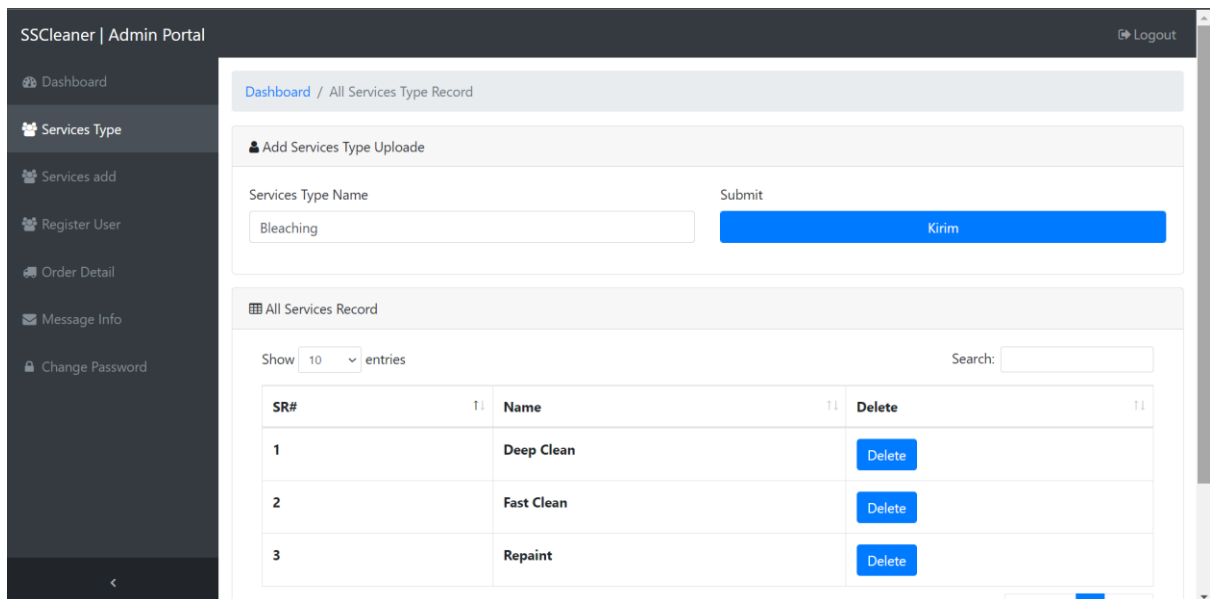 SSCleaner | Admin Portal
Logout
Dashboard
Services Type
Services add
Register User
Order Detail
Message Info
Change Password
Dashboard / All Services Type Record
Add Services Type Uploade
Services Type Name
Submit
Bleaching
Kirim
All Services Record
Show 10 entries
Search:
SR# Name Delete
1 Deep Clean Delete
2 Fast Clean Delete
3 Repaint Delete